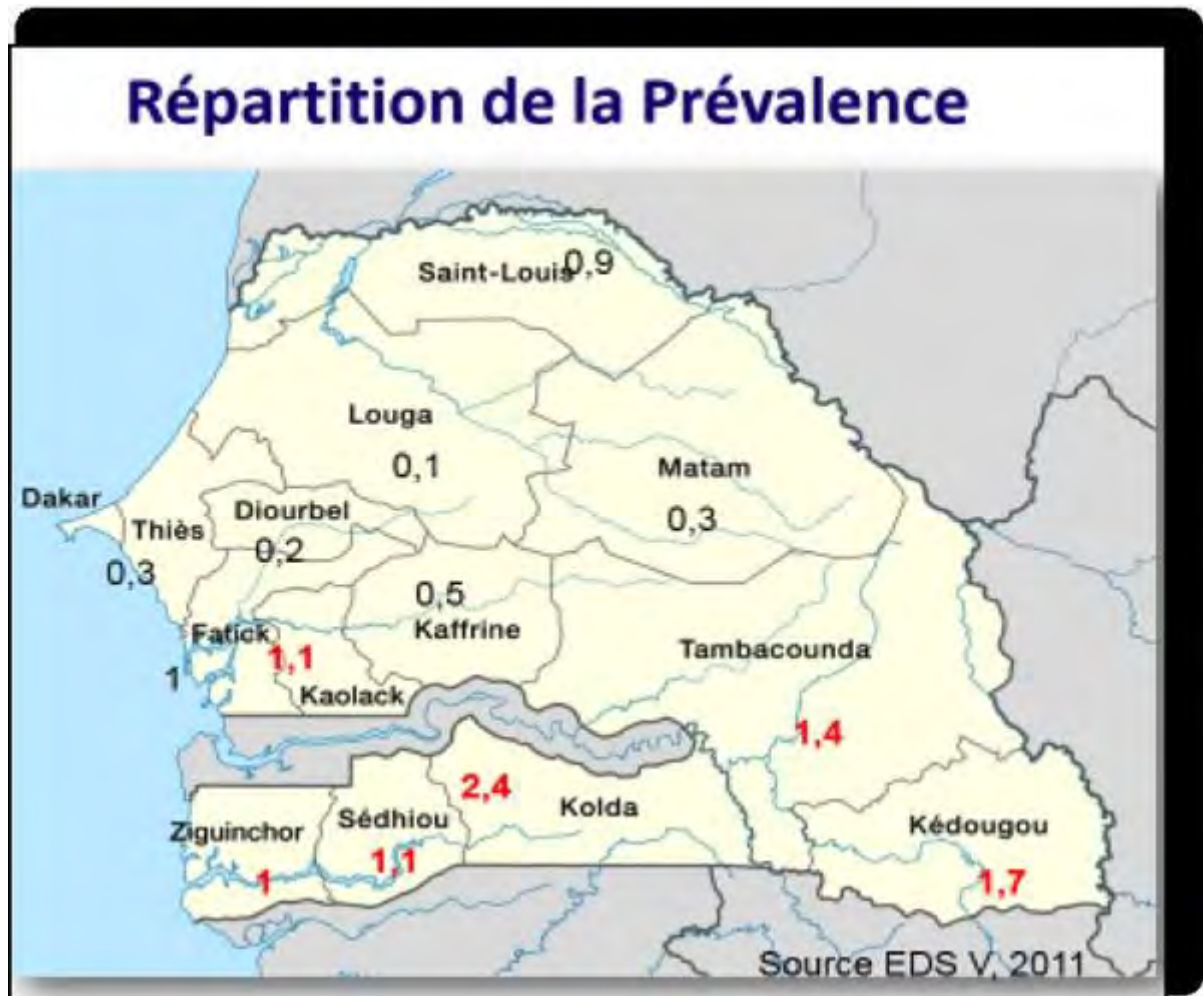 Répartition de la Prévalence
Saint-Louis 0,9
Louga
0,1
Matam
0,3
Dakar
Thiès
0,3
Diourbel
0,2
0,5
Kaffrine
Fatick
1
1,1
Kaolack
Tambacounda
1,4
Ziguinchor
1
Sédhiou
1,1
2,4
Kolda
Kédougou
1,7
Source EDS V, 2011